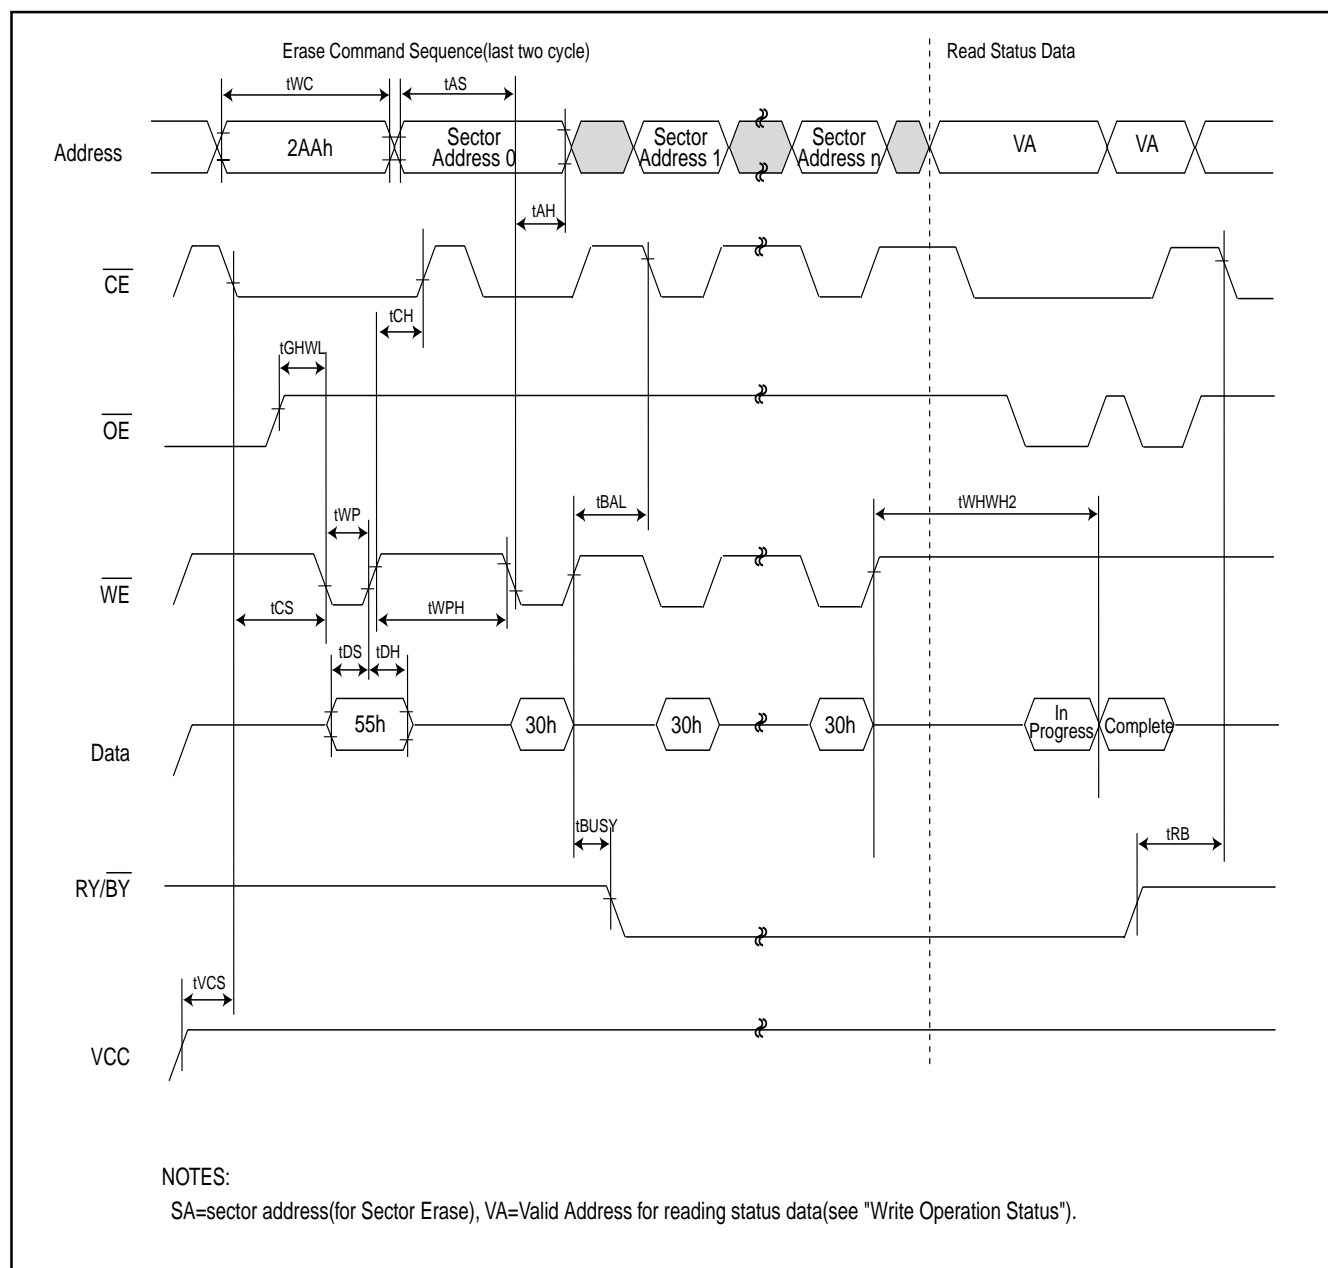 Erase Command Sequence(last two cycle)
Read Status Data
tWC
tAS
Address
2AAh
Sector
Address 0
Sector
Address 1
Sector
Address n
VA
VA
tAH
CE
tCH
tGHWL
OE
tBAL
tWHWH2
tWP
WE
tCS
tWPH
tDS
tDH
Data
55h
30h
30h
30h
In
Progress
Complete
tBUSY
tRB
RY/BY
tVCS
VCC
NOTES:
SA=sector address(for Sector Erase), VA=Valid Address for reading status data(see "Write Operation Status").